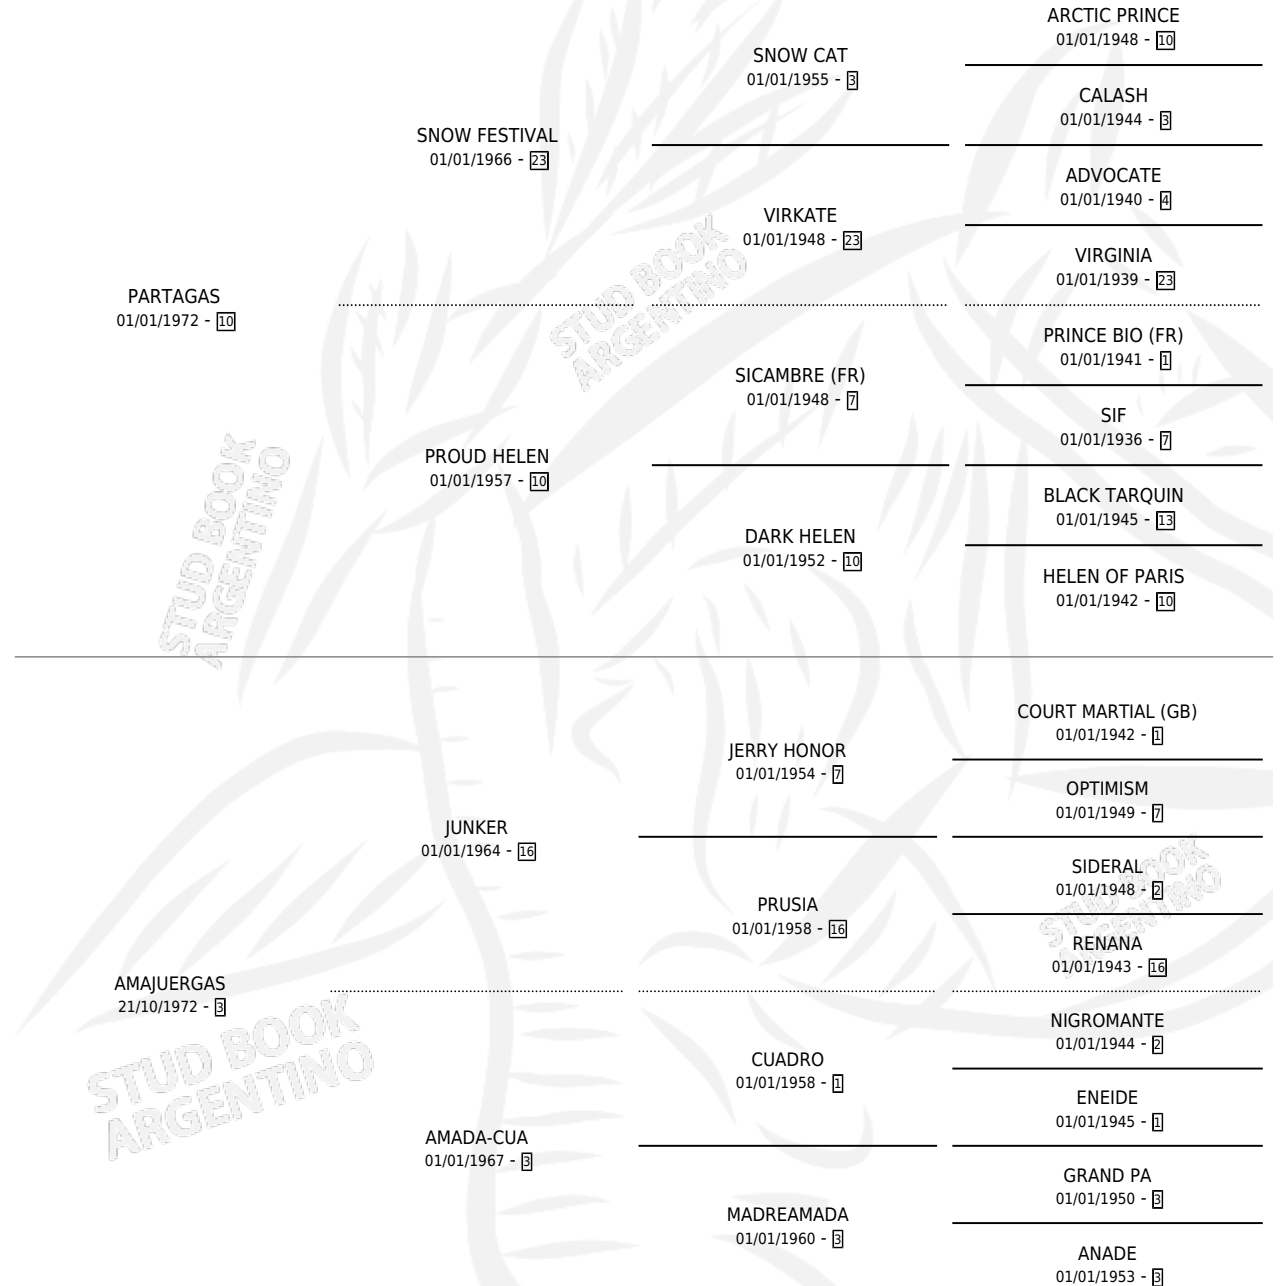 ARCTIC PRINCE
01/01/1948 - 10
SNOW CAT
01/01/1955 - 3
CALASH
01/01/1944 - 3
SNOW FESTIVAL
01/01/1966 - 23
ADVOCATE
01/01/1940 - 4
VIRKATE
01/01/1948 - 23
VIRGINIA
01/01/1939 - 23
PARTAGAS
01/01/1972 - 10
STUD BOOK
ARGENTINO
PRINCE BIO (FR)
01/01/1941 - 1
SICAMBRE (FR)
01/01/1948 - 7
SIF
01/01/1936 - 7
PROUD HELEN
01/01/1957 - 10
BLACK TARQUIN
01/01/1945 - 13
DARK HELEN
01/01/1952 - 10
HELEN OF PARIS
01/01/1942 - 10
STUD BOOK
ARGENTINO
COURT MARTIAL (GB)
01/01/1942 - 1
JERRY HONOR
01/01/1954 - 7
OPTIMISM
01/01/1949 - 7
JUNKER
01/01/1964 - 16
SIDERAL
01/01/1948 - 2
PRUSIA
01/01/1958 - 16
RENANA
01/01/1943 - 16
STUD BOOK
ARGENTINO
AMAJUERGAS
21/10/1972 - 3
NIGROMANTE
01/01/1944 - 2
CUADRO
01/01/1958 - 1
ENEIDE
01/01/1945 - 1
STUD BOOK
ARGENTINO
AMADA-CUA
01/01/1967 - 3
GRAND PA
01/01/1950 - 3
MADREAMADA
01/01/1960 - 3
ANADE
01/01/1953 - 3